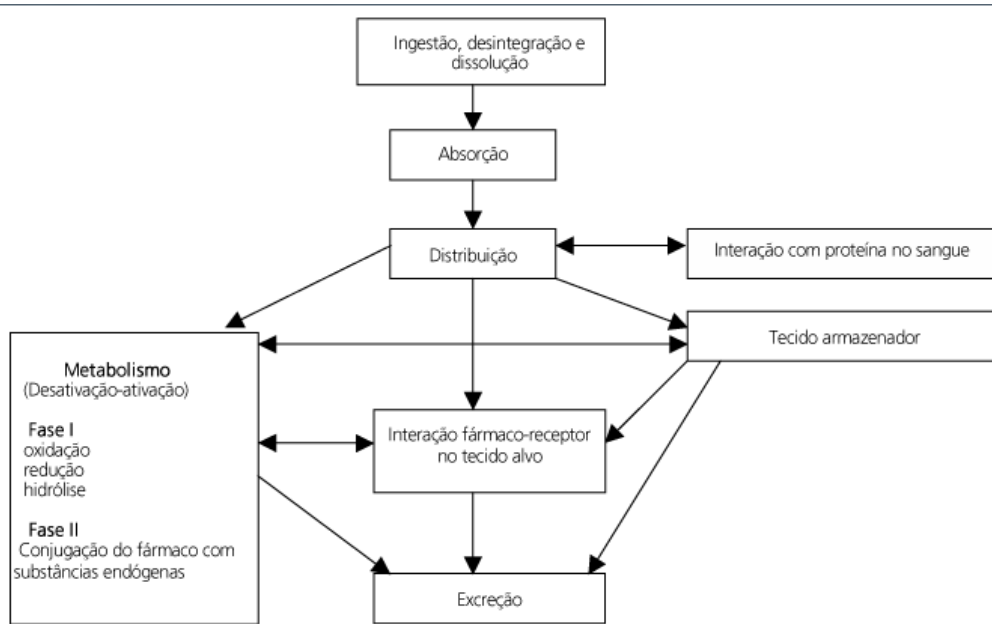 Ingestão, desintegração e
dissolução
Absorção
Distribuição
Interação com proteína no sangue
Tecido armazenador
Metabolismo
(Desativação-ativação)
Fase I
oxidação
redução
hidrólise
Fase II
Conjugação do fármaco com
substâncias endógenas
Interação fármaco-receptor
no tecido alvo
Excreção